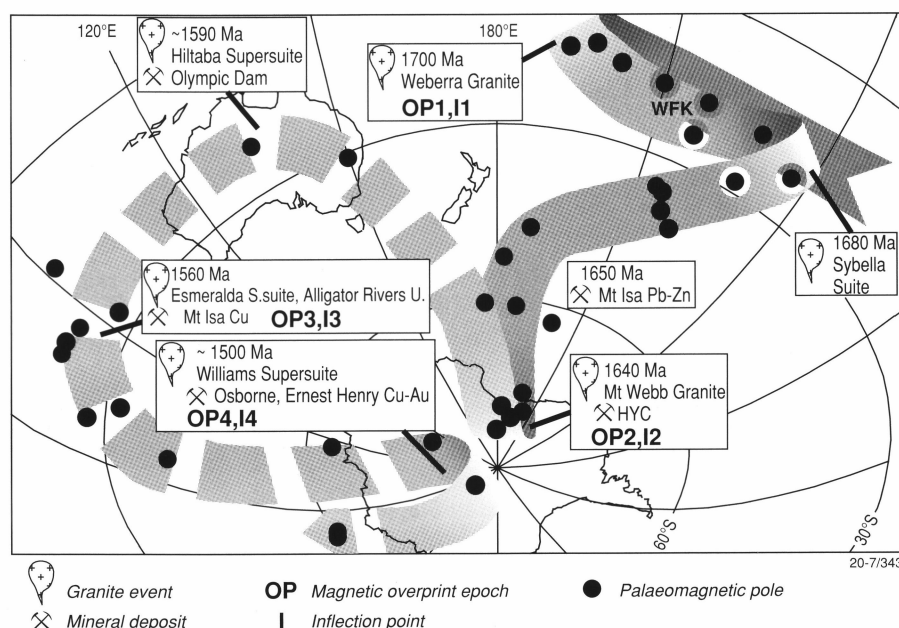 120°E
180°E
~1590 Ma
Hiltaba Supersuite
Olympic Dam
1700 Ma
Weberra Granite
OP1,I1
WFK
1680 Ma
Sybella
Suite
1650 Ma
Mt Isa Pb-Zn
1560 Ma
Esmeralda S.suite, Alligator Rivers U.
Mt Isa Cu OP3,I3
~ 1500 Ma
Williams Supersuite
Osborne, Ernest Henry Cu-Au
OP4,I4
1640 Ma
Mt Webb Granite
HYC
OP2,I2
60°S
30°S
20-7/343
Granite event
OP Magnetic overprint epoch
Palaeomagnetic pole
Mineral deposit
I Inflection point